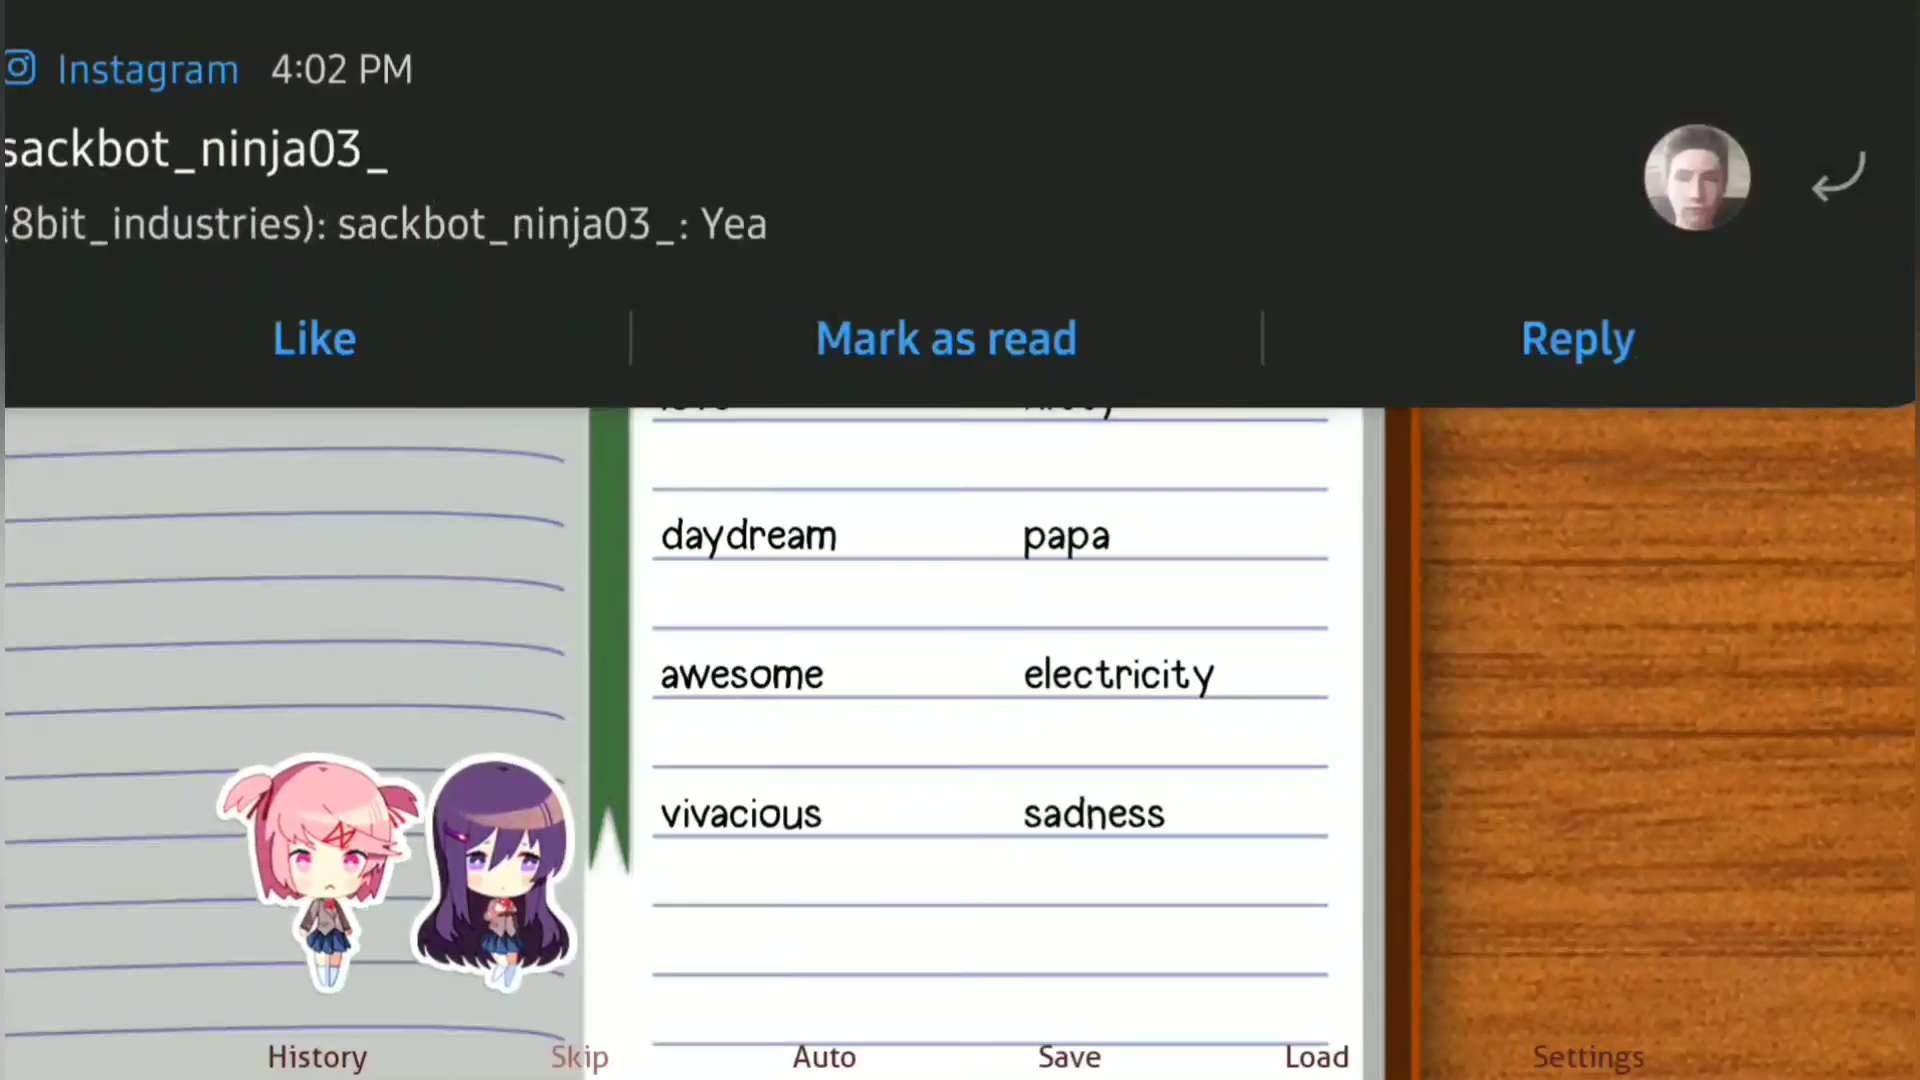 Instagram 4:02 PM
sackbot_ninja03_
(8bit_industries): sackbot_ninja03_: Yea
Like Mark as read Reply
daydream papa
awesome electricity
vivacious sadness
History Skip Auto Save Load Settings